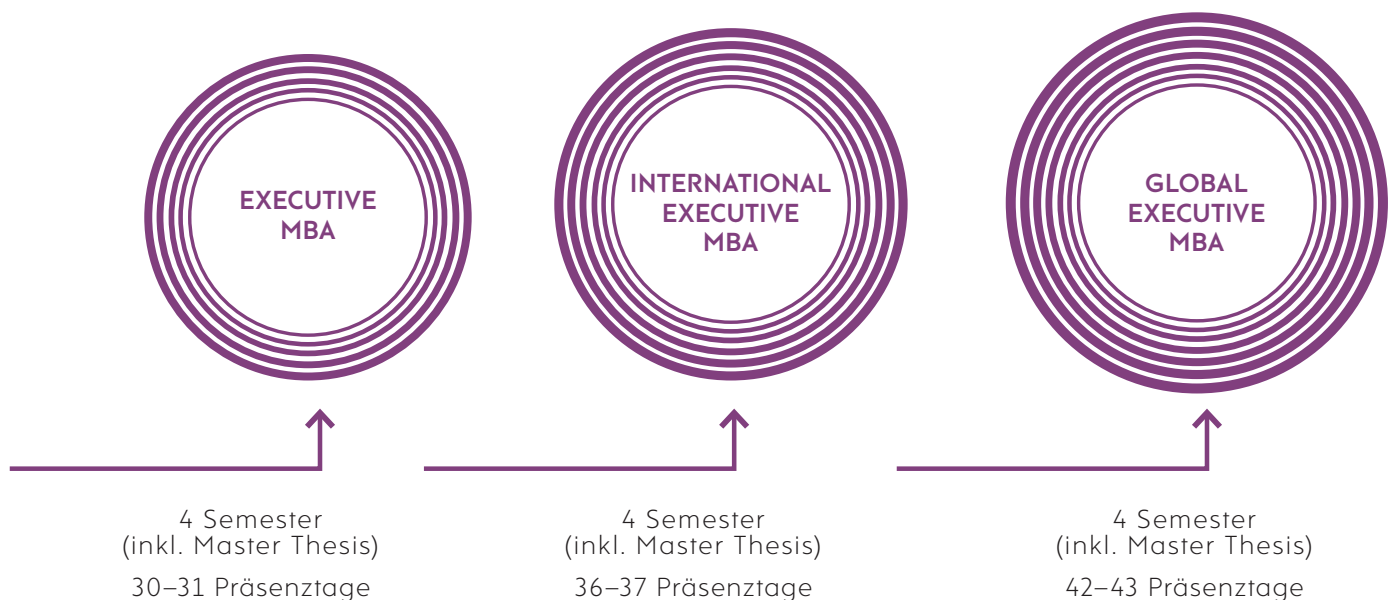 EXECUTIVE
MBA
INTERNATIONAL
EXECUTIVE
MBA
GLOBAL
EXECUTIVE
MBA
4 Semester
(inkl. Master Thesis)
30–31 Präsenztage
4 Semester
(inkl. Master Thesis)
36–37 Präsenztage
4 Semester
(inkl. Master Thesis)
42–43 Präsenztage